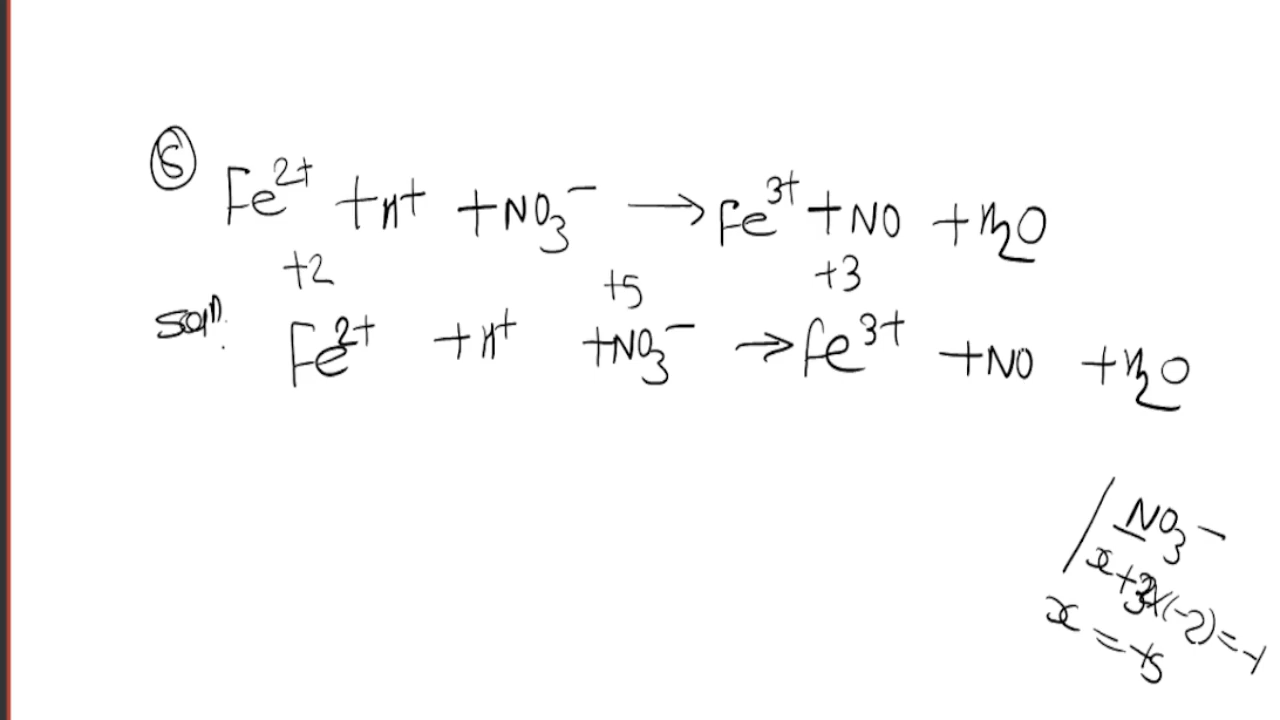 ⑤ Fe²⁺ + H⁺ + NO₃⁻ → Fe³⁺ + NO + H₂O
+2 +5 +3
Solⁿ. Fe²⁺ + H⁺ + NO₃⁻ → Fe³⁺ + NO + H₂O
NO₃⁻
x+3×(-2)=-1
x=+5